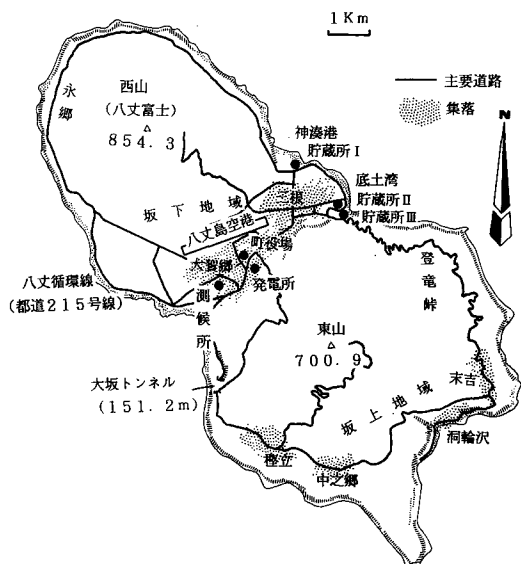 1Km
主要道路
集落
N
永郷
西山
(八丈富士)
854.3
神湊港
貯蔵所Ⅰ
底土湾
貯蔵所Ⅱ
貯蔵所Ⅲ
三根
坂下地域
八丈島空港
町役場
大賀郷
発電所
測候所
八丈循環線
(都道215号線)
登龍峠
東山
700.9
大坂トンネル
(151.2m)
坂上地域
末吉
洞輪沢
樫立
中之郷